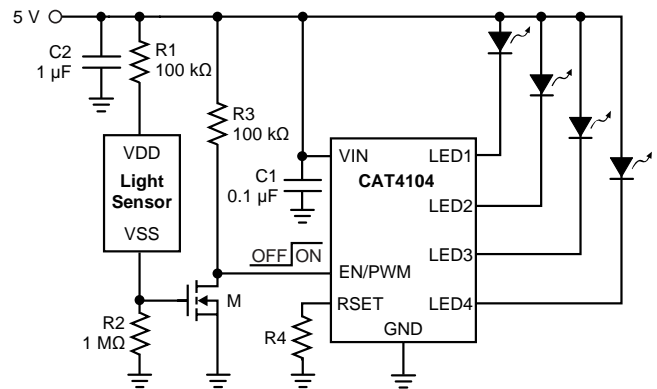 5 V
C2
1 µF
R1
100 kΩ
R3
100 kΩ
VDD
Light
Sensor
VSS
C1
0.1 µF
VIN
LED1
CAT4104
LED2
LED3
OFF ON
EN/PWM
RSET
LED4
GND
M
R2
1 MΩ
R4